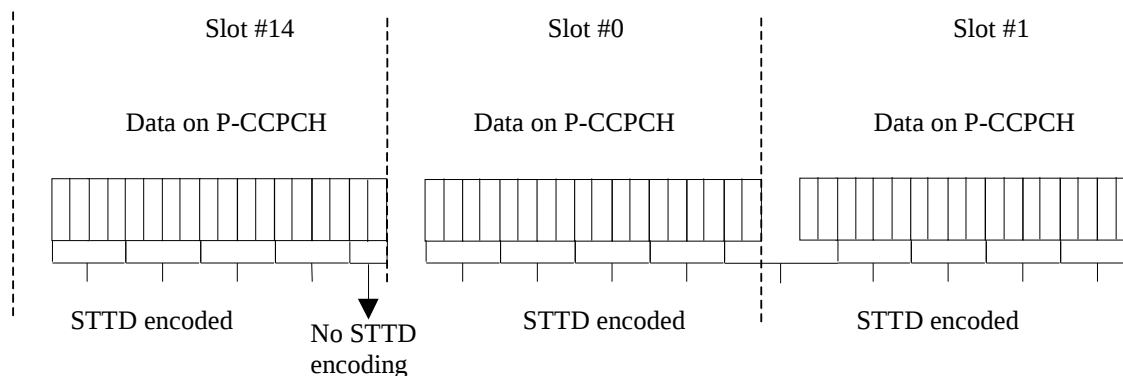 Slot #14
Slot #0
Slot #1
Data on P-CCPCH
Data on P-CCPCH
Data on P-CCPCH
STTD encoded
No STTD
encoding
STTD encoded
STTD encoded